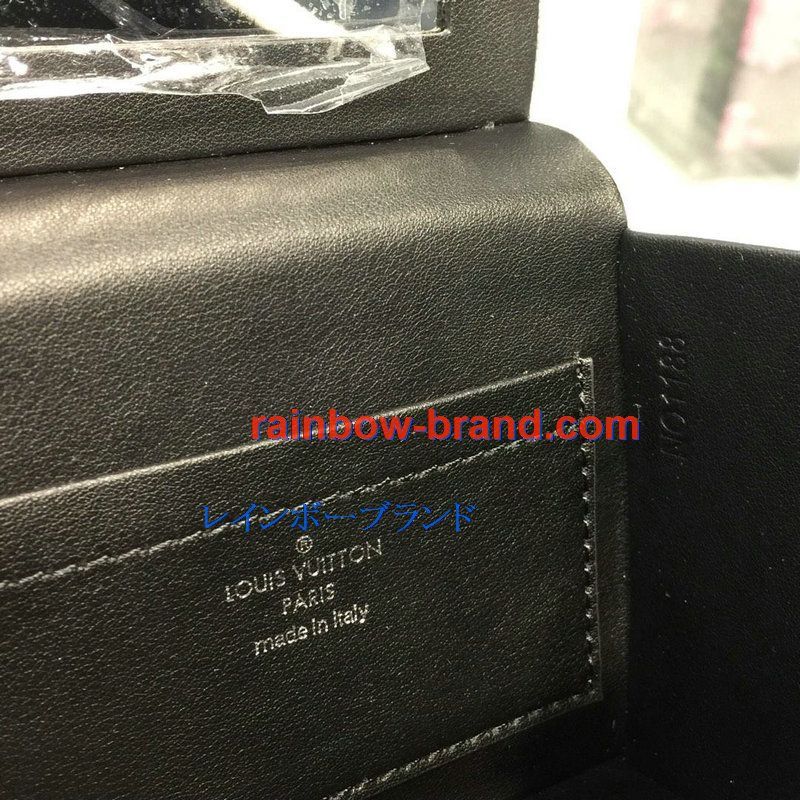 rainbow-brand.com
レインボーブランド
®
LOUIS VUITTON
PARIS
made in italy